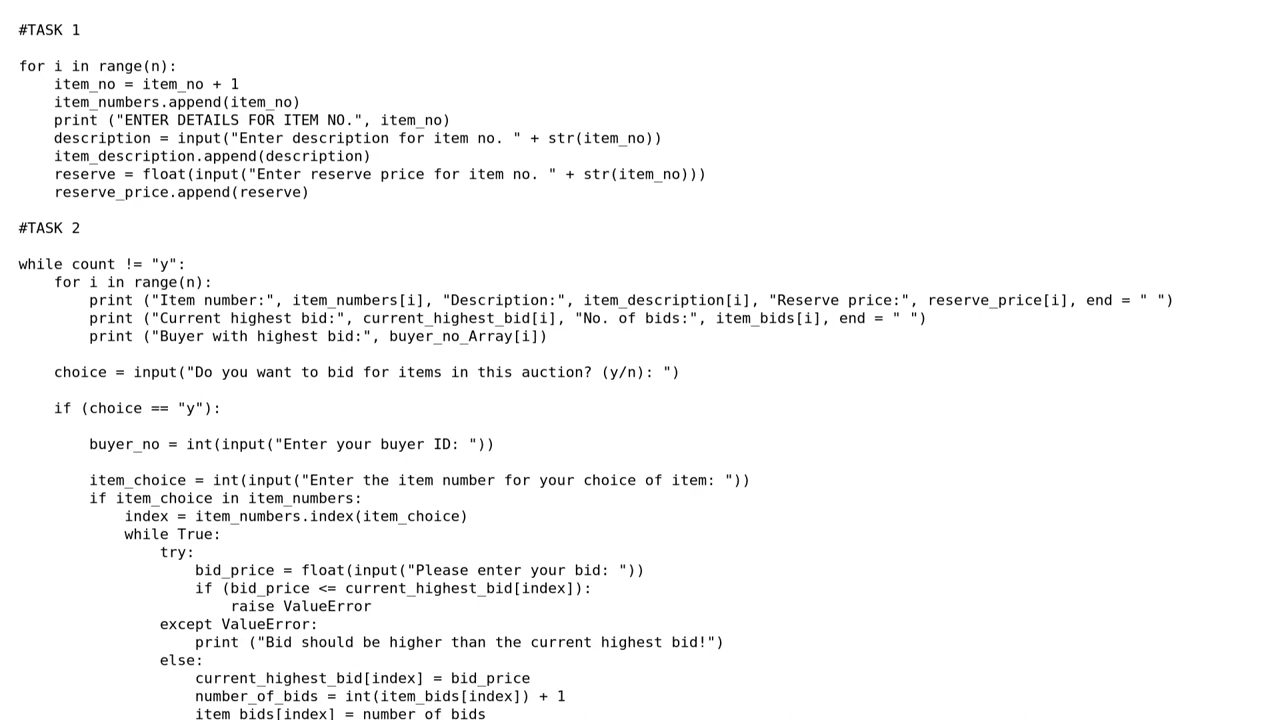 #TASK 1
for i in range(n):
    item_no = item_no + 1
    item_numbers.append(item_no)
    print ("ENTER DETAILS FOR ITEM NO.", item_no)
    description = input("Enter description for item no. " + str(item_no))
    item_description.append(description)
    reserve = float(input("Enter reserve price for item no. " + str(item_no)))
    reserve_price.append(reserve)
#TASK 2
while count != "y":
    for i in range(n):
        print ("Item number:", item_numbers[i], "Description:", item_description[i], "Reserve price:", reserve_price[i], end = " ")
        print ("Current highest bid:", current_highest_bid[i], "No. of bids:", item_bids[i], end = " ")
        print ("Buyer with highest bid:", buyer_no_Array[i])
    choice = input("Do you want to bid for items in this auction? (y/n): ")
    if (choice == "y"):
        buyer_no = int(input("Enter your buyer ID: "))
        item_choice = int(input("Enter the item number for your choice of item: "))
        if item_choice in item_numbers:
            index = item_numbers.index(item_choice)
            while True:
                try:
                    bid_price = float(input("Please enter your bid: "))
                    if (bid_price <= current_highest_bid[index]):
                        raise ValueError
                except ValueError:
                    print ("Bid should be higher than the current highest bid!")
                else:
                    current_highest_bid[index] = bid_price
                    number_of_bids = int(item_bids[index]) + 1
                    item_bids[index] = number_of_bids